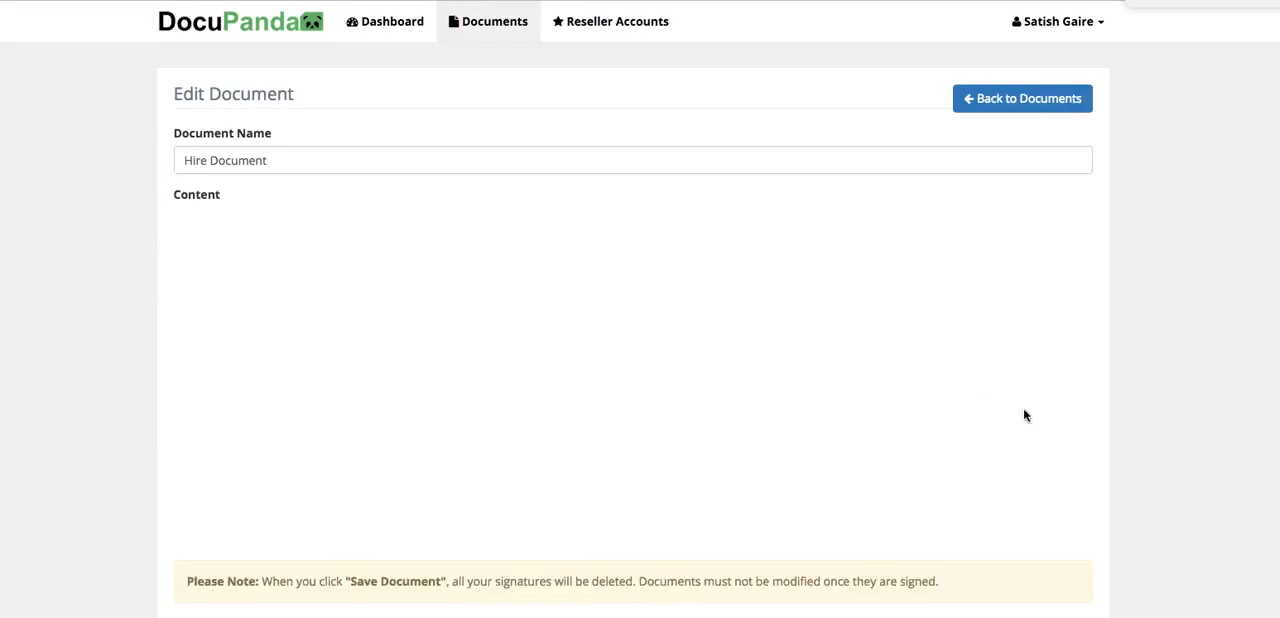 DocuPanda Dashboard Documents Reseller Accounts Satish Gaire
Edit Document
Back to Documents
Document Name
Hire Document
Content
Please Note: When you click "Save Document", all your signatures will be deleted. Documents must not be modified once they are signed.